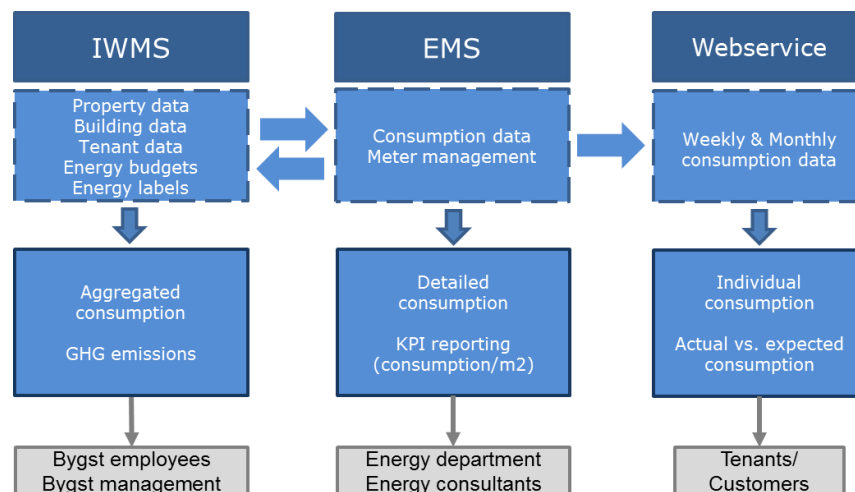 IWMS
EMS
Webservice
Property data
Building data
Tenant data
Energy budgets
Energy labels
Consumption data
Meter management
Weekly & Monthly
consumption data
Aggregated
consumption
GHG emissions
Detailed
consumption
KPI reporting
(consumption/m2)
Individual
consumption
Actual vs. expected
consumption
Bygst employees
Bygst management
Energy department
Energy consultants
Tenants/
Customers